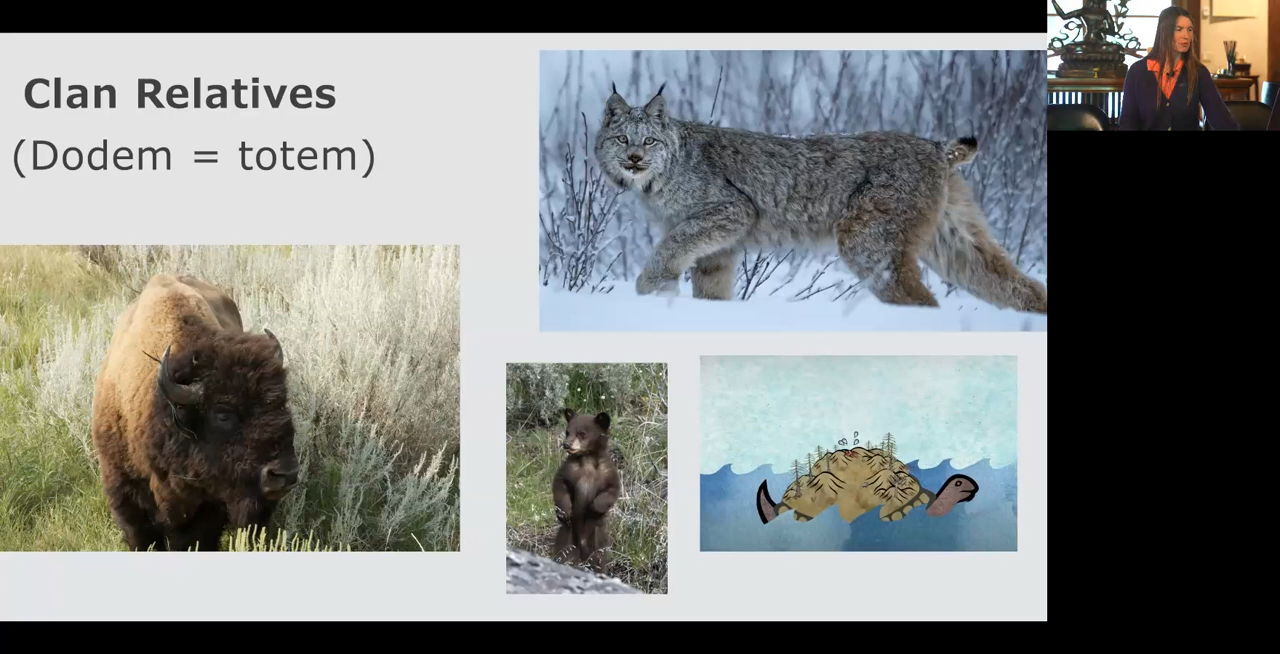 Clan Relatives
(Dodem = totem)